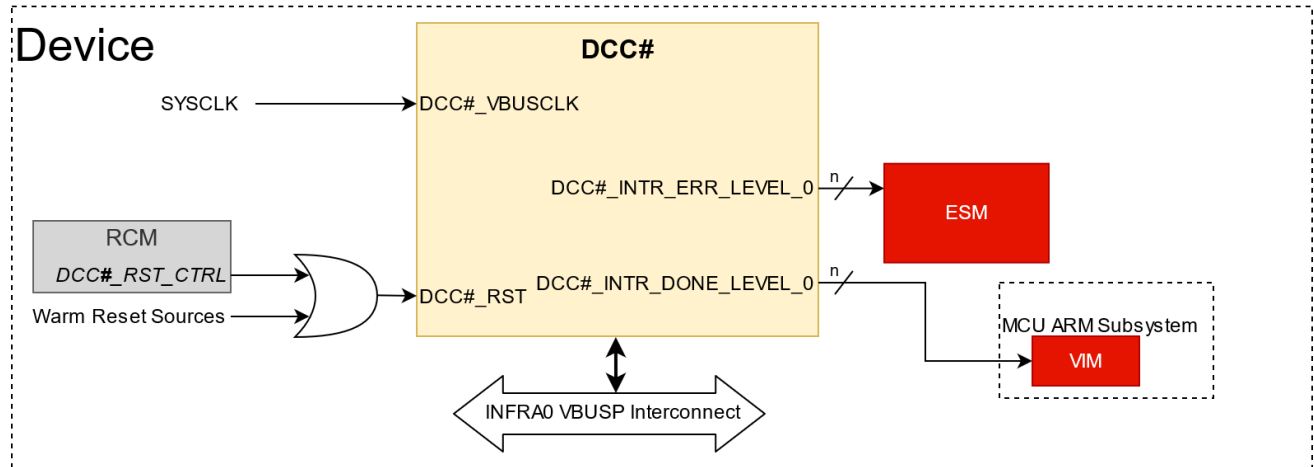 Device
DCC#
SYSCLK
DCC#_VBUSCLK
DCC#_INTR_ERR_LEVEL_0
n
ESM
RCM
DCC#_RST_CTRL
Warm Reset Sources
DCC#_RST
DCC#_INTR_DONE_LEVEL_0
n
MCU ARM Subsystem
VIM
INFRA0 VBUSP Interconnect